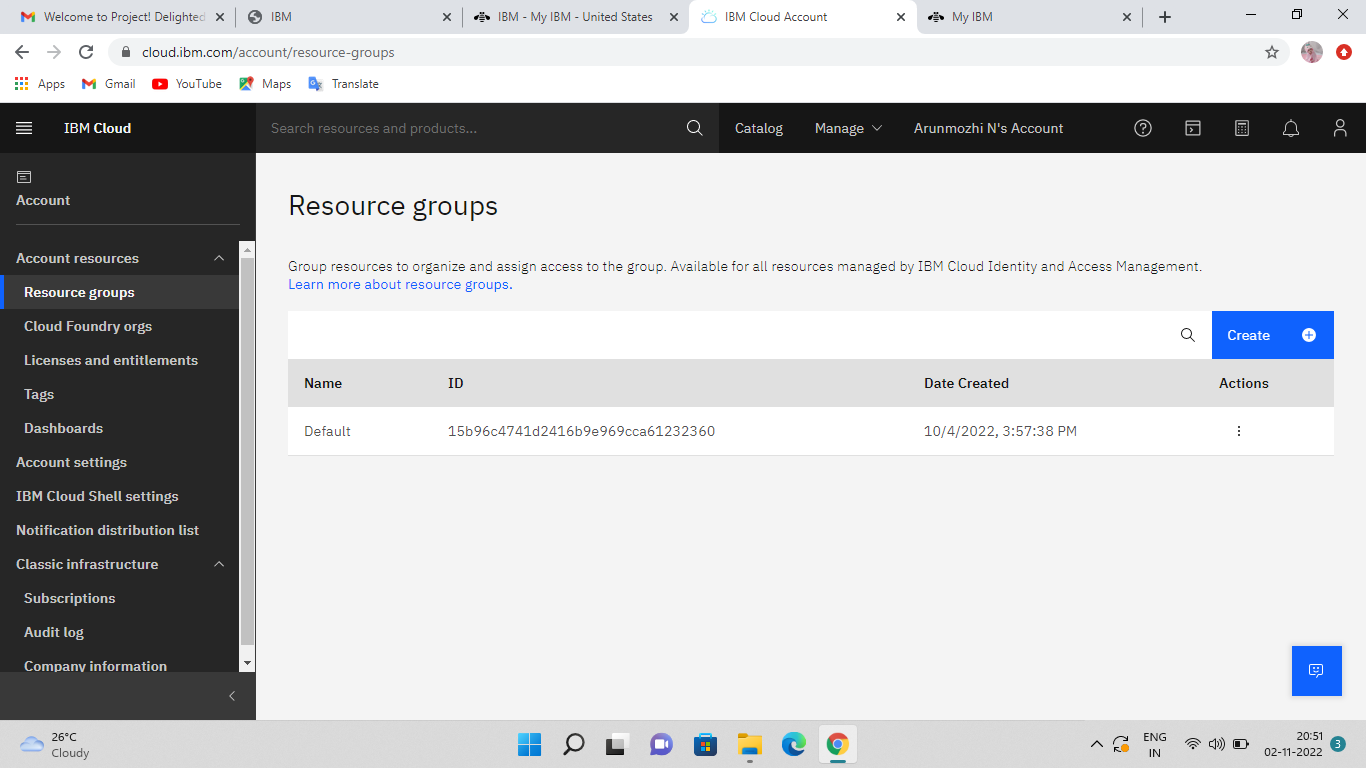 Welcome to Project! Delighted
IBM
IBM - My IBM - United States
IBM Cloud Account
My IBM
cloud.ibm.com/account/resource-groups
Apps
Gmail
YouTube
Maps
Translate
IBM Cloud
Search resources and products...
Catalog
Manage
Arunmozhi N's Account
Account
Account resources
Resource groups
Cloud Foundry orgs
Licenses and entitlements
Tags
Dashboards
Account settings
IBM Cloud Shell settings
Notification distribution list
Classic infrastructure
Subscriptions
Audit log
Company information
Resource groups
Group resources to organize and assign access to the group. Available for all resources managed by IBM Cloud Identity and Access Management.
Learn more about resource groups.
Create
Name ID Date Created Actions
Default 15b96c4741d2416b9e969cca61232360 10/4/2022, 3:57:38 PM
26°C
Cloudy
ENG
IN
20:51
02-11-2022
3